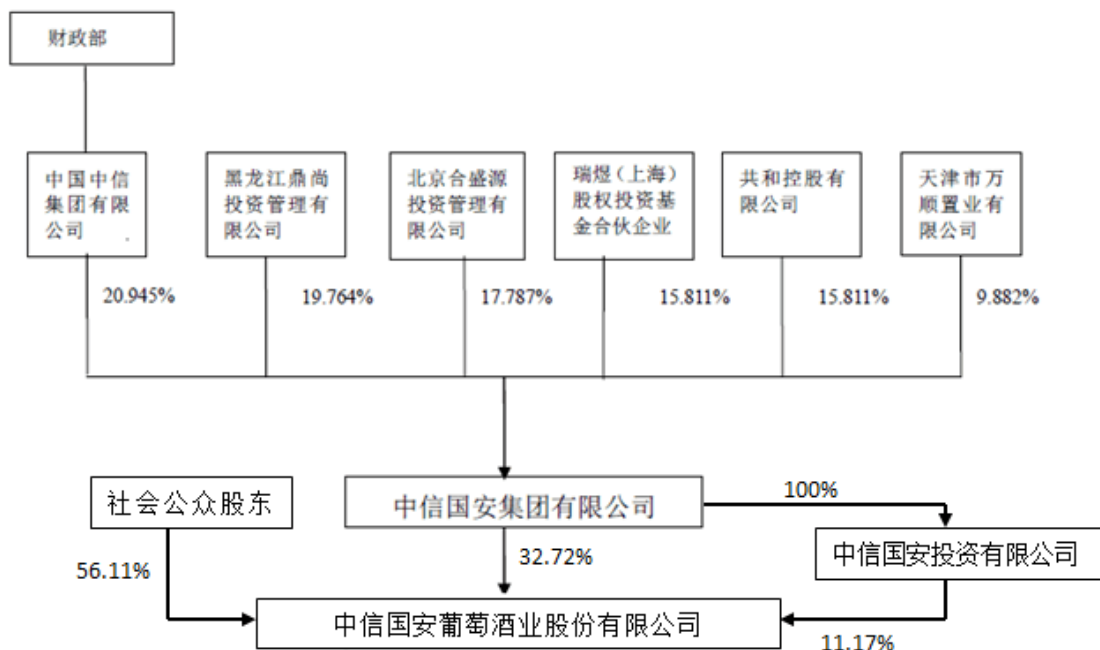 财政部
中国中信
集团有限
公司
黑龙江鼎尚
投资管理有
限公司
北京合盛源
投资管理有
限公司
瑞煜（上海）
股权投资基
金合伙企业
共和控股有
限公司
天津市万
顺置业有
限公司
20.945%
19.764%
17.787%
15.811%
15.811%
9.882%
社会公众股东
中信国安集团有限公司
100%
56.11%
32.72%
中信国安投资有限公司
中信国安葡萄酒业股份有限公司
11.17%